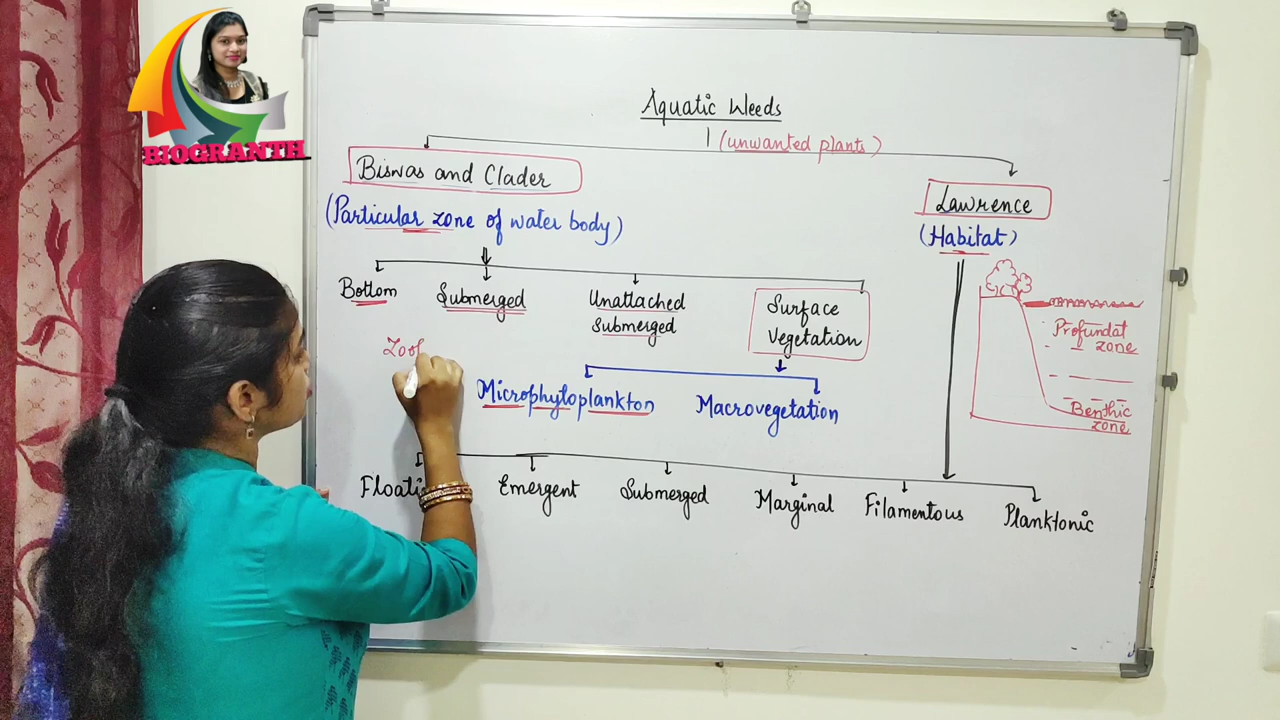 BIOGRANTH
Aquatic Weeds
(unwanted plants)
Biswas and Clader
(Particular zone of water body)
Lawrence
(Habitat)
Bottom
Submerged
Unattached
Submerged
Surface
Vegetation
Profundat
zone
Benthic
zone
Microphytoplankton
Macrovegetation
Emergent
Submerged
Marginal
Filamentous
Planktonic